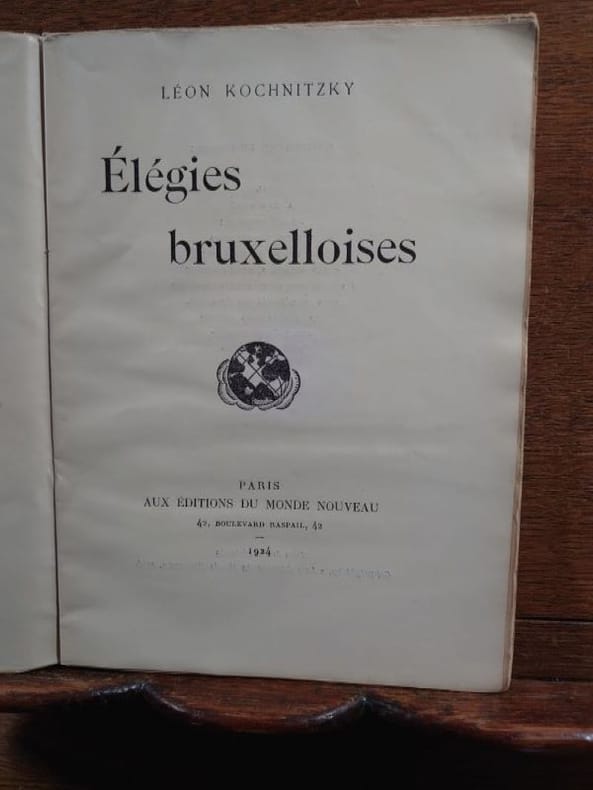 LÉON KOCHNITZKY
Élégies
bruxelloises
PARIS
AUX ÉDITIONS DU MONDE NOUVEAU
42, BOULEVARD RASPAIL, 42
1924